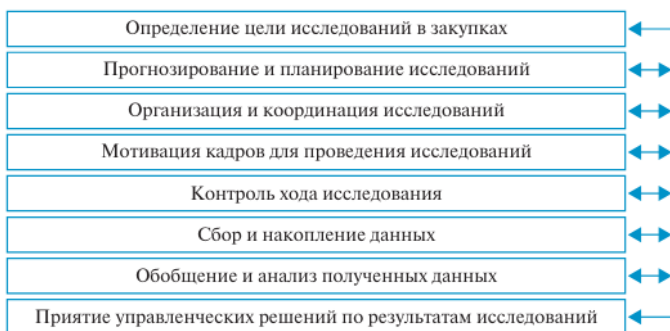 Определение цели исследований в закупках
Прогнозирование и планирование исследований
Организация и координация исследований
Мотивация кадров для проведения исследований
Контроль хода исследования
Сбор и накопление данных
Обобщение и анализ полученных данных
Приятие управленческих решений по результатам исследований